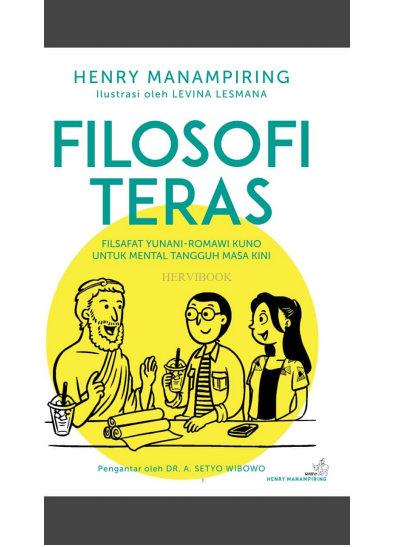 HENRY MANAMPIRING
Ilustrasi oleh LEVINA LESMANA
FILOSOFI
TERAS
FILSAFAT YUNANI-ROMAWI KUNO
UNTUK MENTAL TANGGUH MASA KINI
HERVIBOOK
Pengantar oleh DR. A. SETYO WIBOWO
HENRY MANAMPIRING